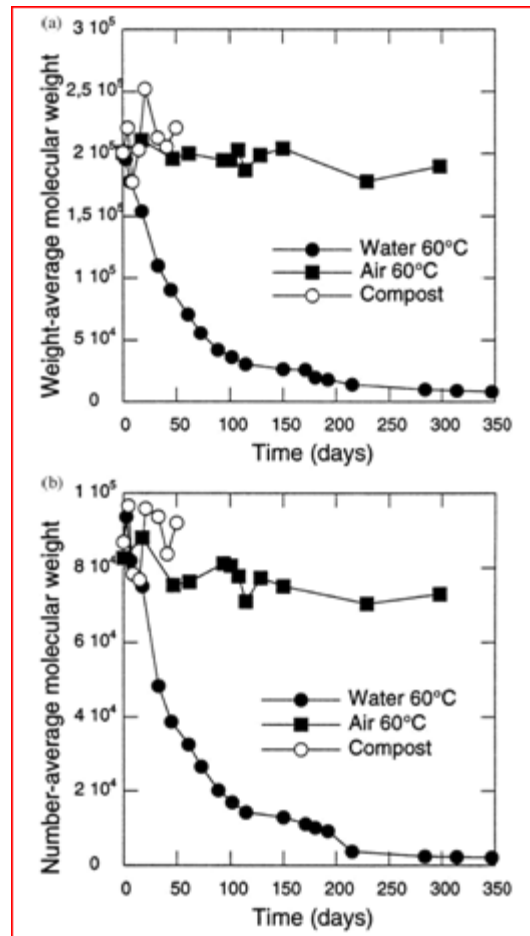 (a)
3 10⁵
2,5 10⁵
2 10⁵
1 10⁵
1 10⁵
5 10⁴
0
Weight-average molecular weight
Water 60°C
Air 60°C
Compost
0 50 100 150 200 250 300 350
Time (days)
(b)
1 10⁵
8 10⁴
6 10⁴
4 10⁴
2 10⁴
0
Number-average molecular weight
Water 60°C
Air 60°C
Compost
0 50 100 150 200 250 300 350
Time (days)